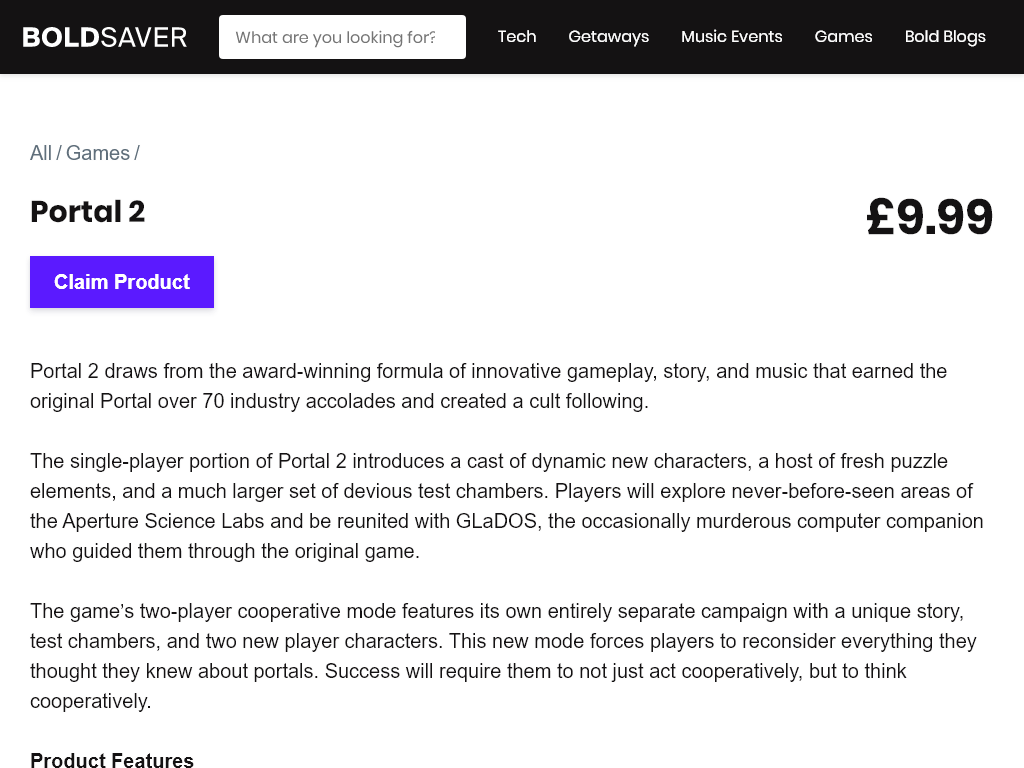 BOLDSAVER
What are you looking for?
Tech
Getaways
Music Events
Games
Bold Blogs
All / Games /
Portal 2
£9.99
Claim Product
Portal 2 draws from the award-winning formula of innovative gameplay, story, and music that earned the
original Portal over 70 industry accolades and created a cult following.
The single-player portion of Portal 2 introduces a cast of dynamic new characters, a host of fresh puzzle
elements, and a much larger set of devious test chambers. Players will explore never-before-seen areas of
the Aperture Science Labs and be reunited with GLaDOS, the occasionally murderous computer companion
who guided them through the original game.
The game’s two-player cooperative mode features its own entirely separate campaign with a unique story,
test chambers, and two new player characters. This new mode forces players to reconsider everything they
thought they knew about portals. Success will require them to not just act cooperatively, but to think
cooperatively.
Product Features